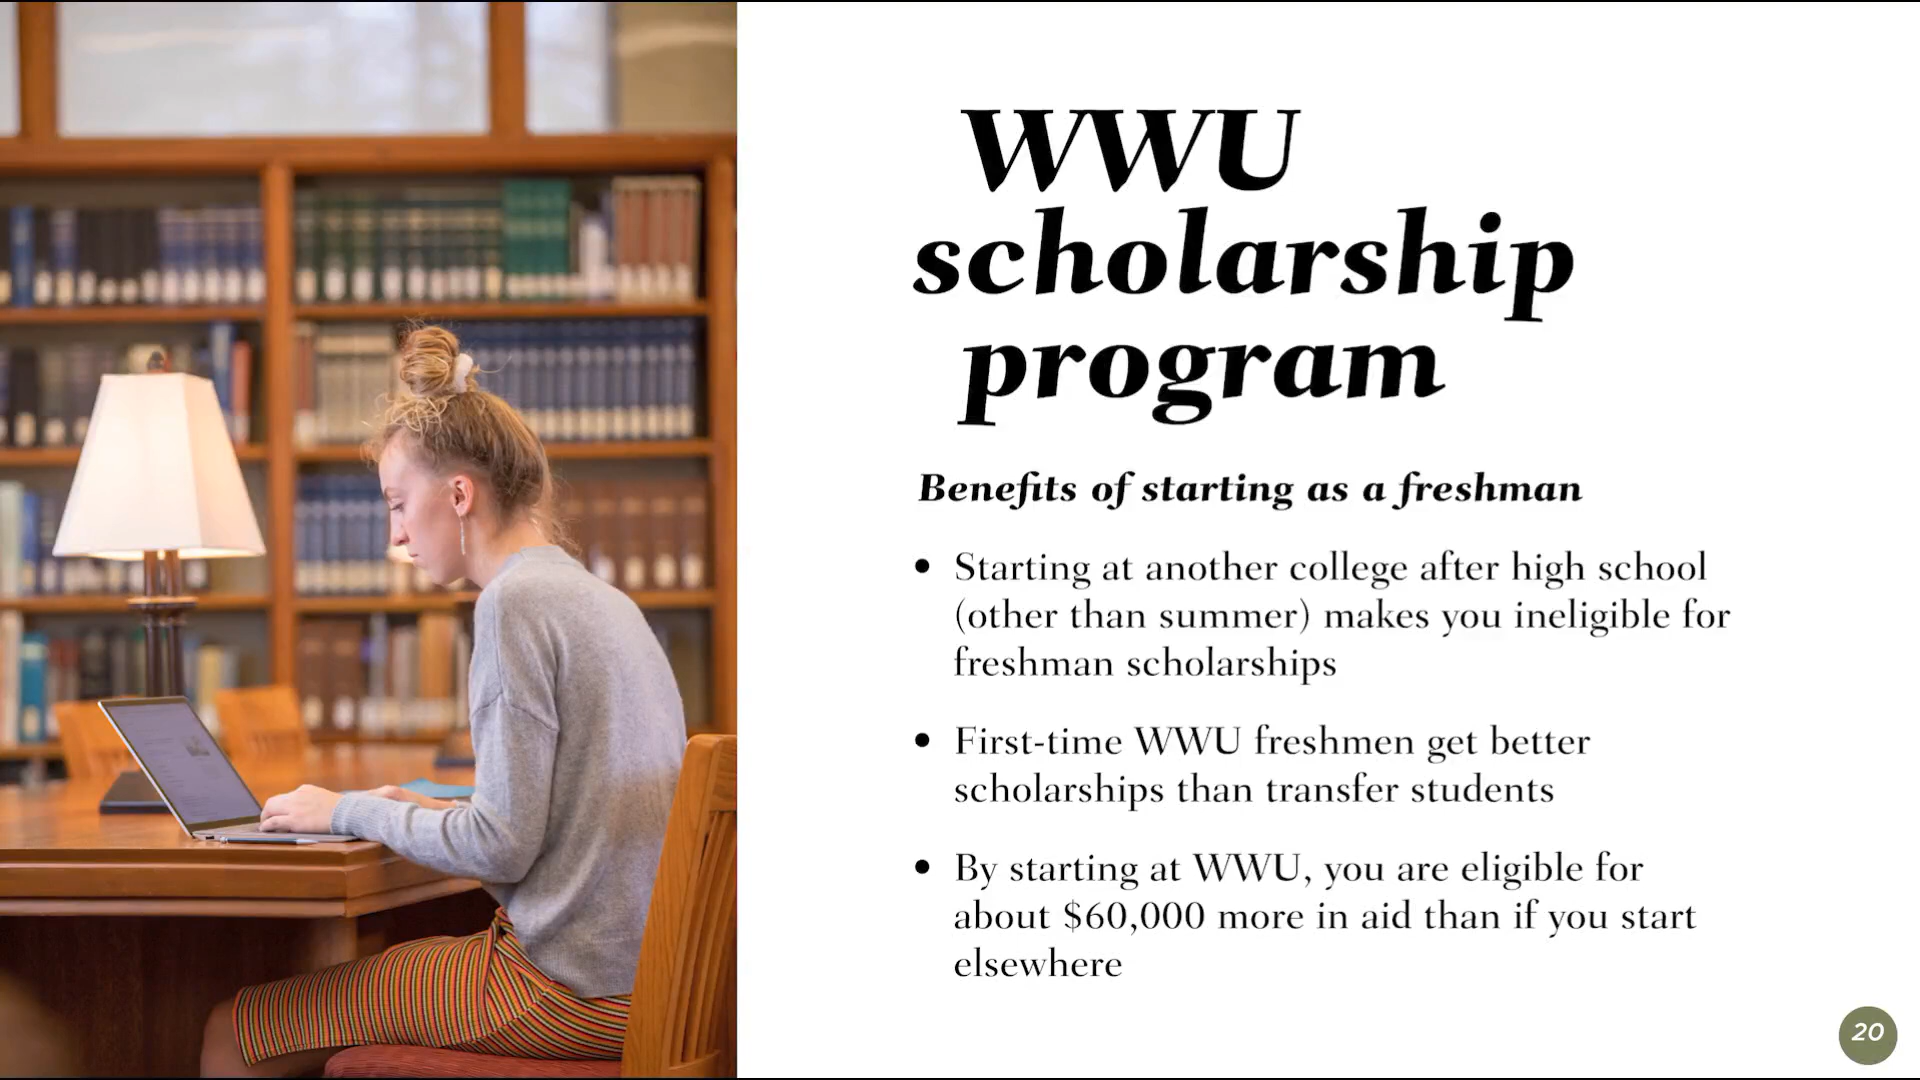 WWU
scholarship
program
Benefits of starting as a freshman
• Starting at another college after high school
(other than summer) makes you ineligible for
freshman scholarships
• First-time WWU freshmen get better
scholarships than transfer students
• By starting at WWU, you are eligible for
about $60,000 more in aid than if you start
elsewhere
20